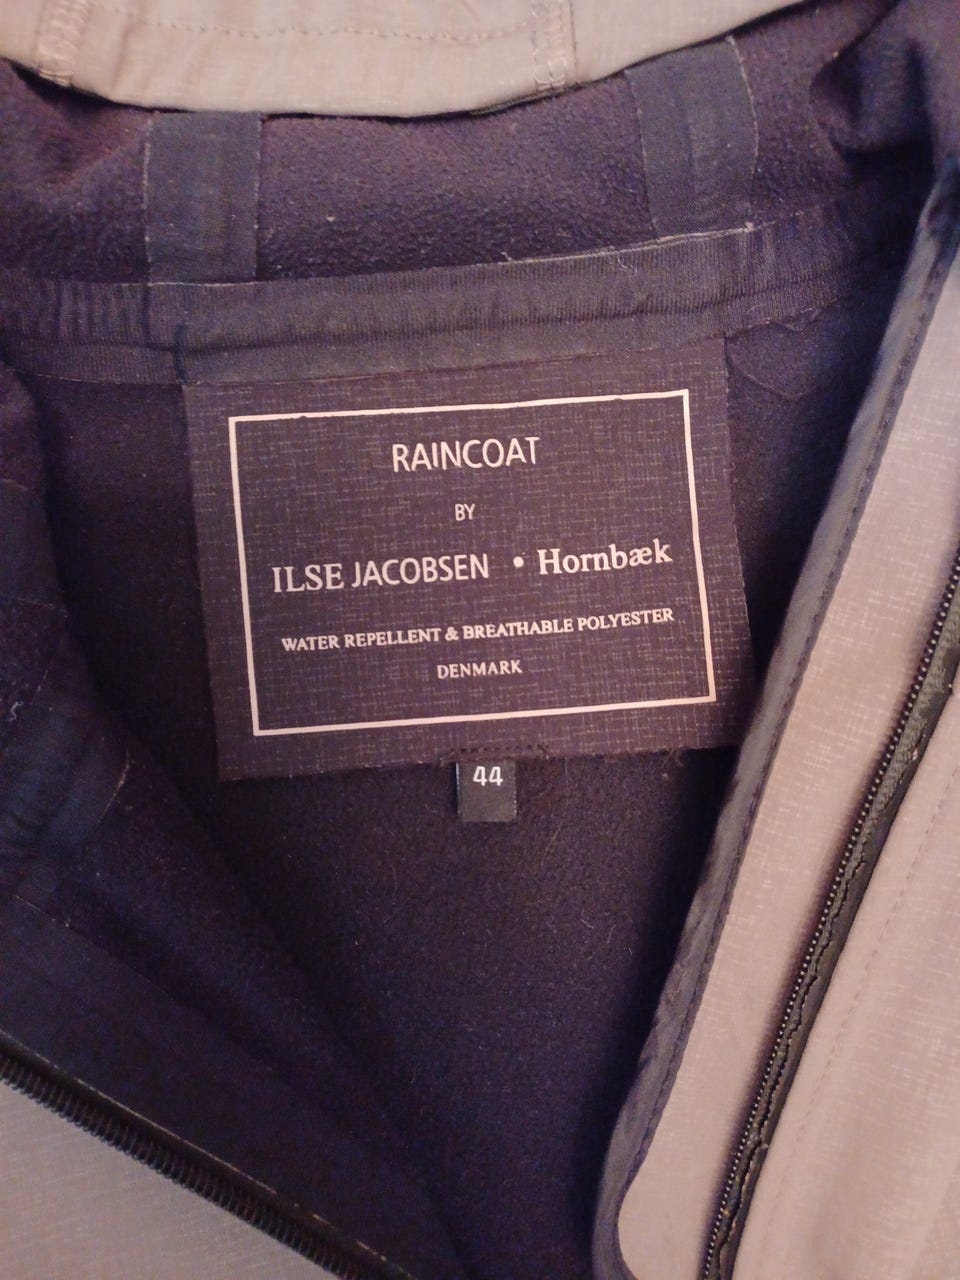 RAINCOAT
BY
ILSE JACOBSEN • Hornbæk
WATER REPELLENT & BREATHABLE POLYESTER
DENMARK
44